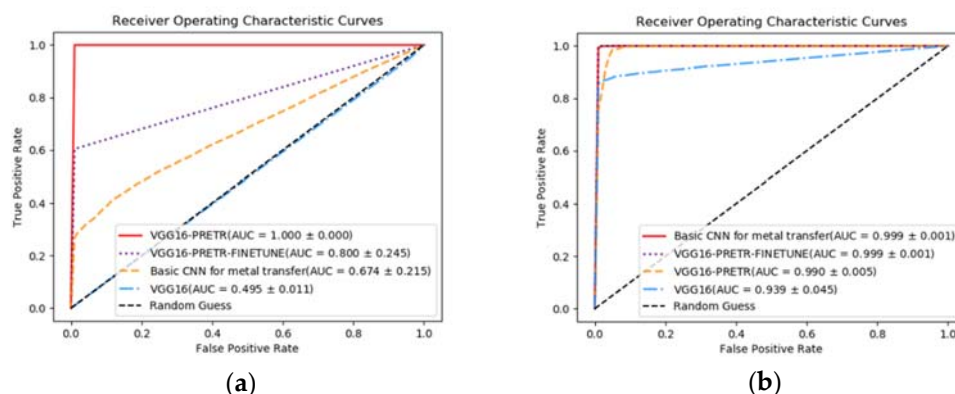 Receiver Operating Characteristic Curves
True Positive Rate
1.0
0.8
0.6
0.4
0.2
0.0
VGG16-PRETR(AUC = 1.000 ± 0.000)
VGG16-PRETR-FINETUNE(AUC = 0.800 ± 0.245)
Basic CNN for metal transfer(AUC = 0.674 ± 0.215)
VGG16(AUC = 0.495 ± 0.011)
Random Guess
0.0 0.2 0.4 0.6 0.8 1.0
False Positive Rate
(a)
Receiver Operating Characteristic Curves
True Positive Rate
1.0
0.8
0.6
0.4
0.2
0.0
Basic CNN for metal transfer(AUC = 0.999 ± 0.001)
VGG16-PRETR-FINETUNE(AUC = 0.999 ± 0.001)
VGG16-PRETR(AUC = 0.990 ± 0.005)
VGG16(AUC = 0.939 ± 0.045)
Random Guess
0.0 0.2 0.4 0.6 0.8 1.0
False Positive Rate
(b)